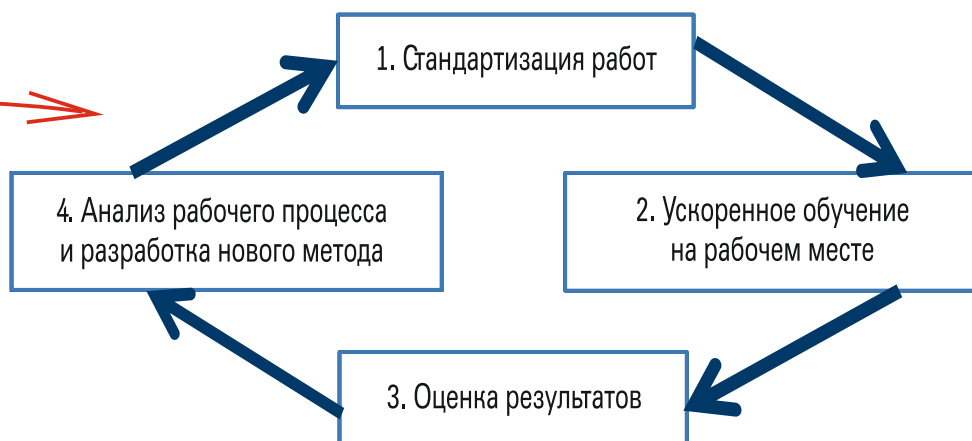 1. Стандартизация работ
2. Ускоренное обучение
на рабочем месте
3. Оценка результатов
4. Анализ рабочего процесса
и разработка нового метода